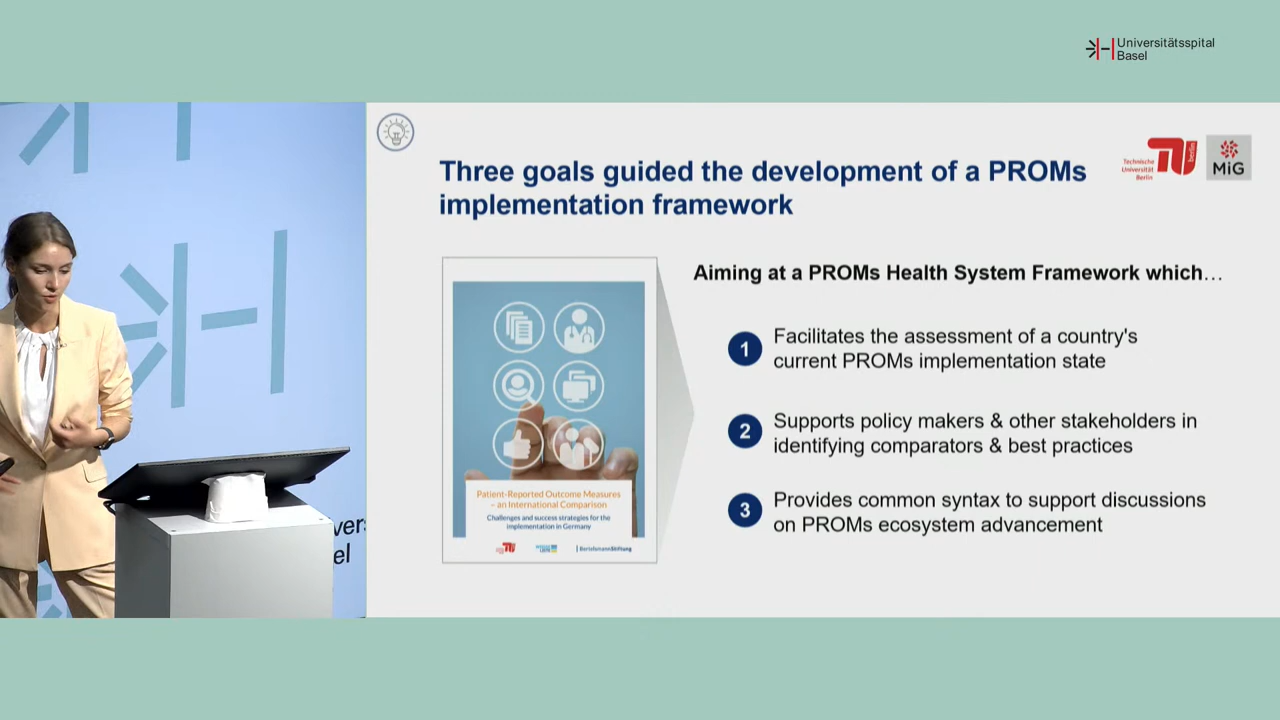 Universitätsspital
Basel
Three goals guided the development of a PROMs
implementation framework
Technische
Universität
Berlin
berlin
MiG
Aiming at a PROMs Health System Framework which…
1
Facilitates the assessment of a country's
current PROMs implementation state
2
Supports policy makers & other stakeholders in
identifying comparators & best practices
3
Provides common syntax to support discussions
on PROMs ecosystem advancement
Patient-Reported Outcome Measures
– an International Comparison
Challenges and success strategies for the
implementation in Germany
BertelsmannStiftung
vers
el